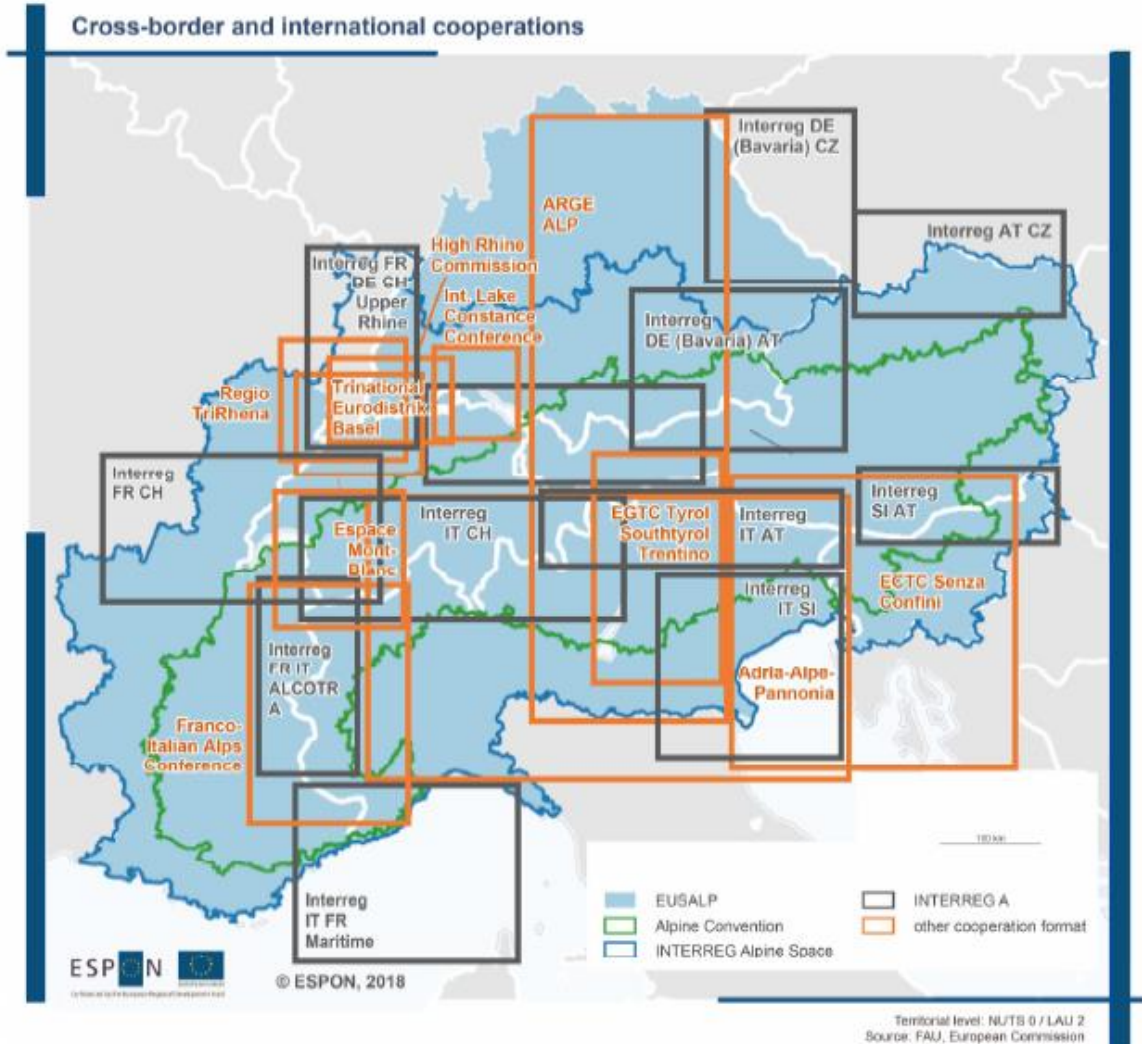 Cross-border and international cooperations
Interreg DE
(Bavaria) CZ
ARGE
ALP
Interreg AT CZ
High Rhine
Commission
Interreg FR
DE CH
Upper
Rhine
Int. Lake
Constance
Conference
Interreg
DE (Bavaria) AT
Regio
TriRhena
Trinational
Eurodistrik
Basel
Interreg
FR CH
Interreg
SI AT
Espace
Mont-
Blanc
Interreg
IT CH
EGTC Tyrol
Southtyrol
Trentino
Interreg
IT AT
ECTC Senza
Confini
Interreg
IT SI
Interreg
FR IT
ALCOTR
A
Adria-Alpe-
Pannonia
Franco-
Italian Alps
Conference
100 km
Interreg
IT FR
Maritime
EUSALP
Alpine Convention
INTERREG Alpine Space
INTERREG A
other cooperation format
ESPON
© ESPON, 2018
Territorial level: NUTS 0 / LAU 2
Source: FAU, European Commission